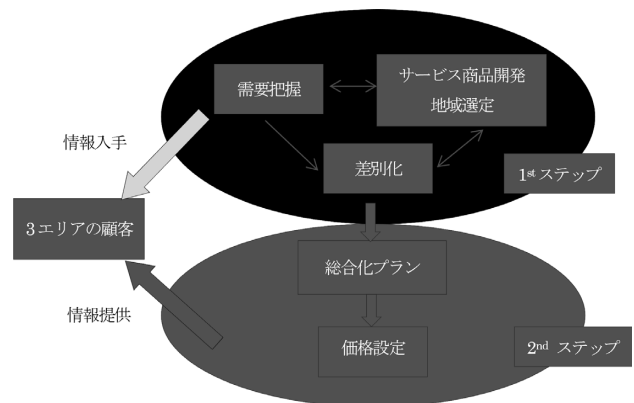 需要把握
サービス商品開発
地域選定
情報入手
差別化
1st ステップ
3エリアの顧客
総合化プラン
情報提供
価格設定
2nd ステップ